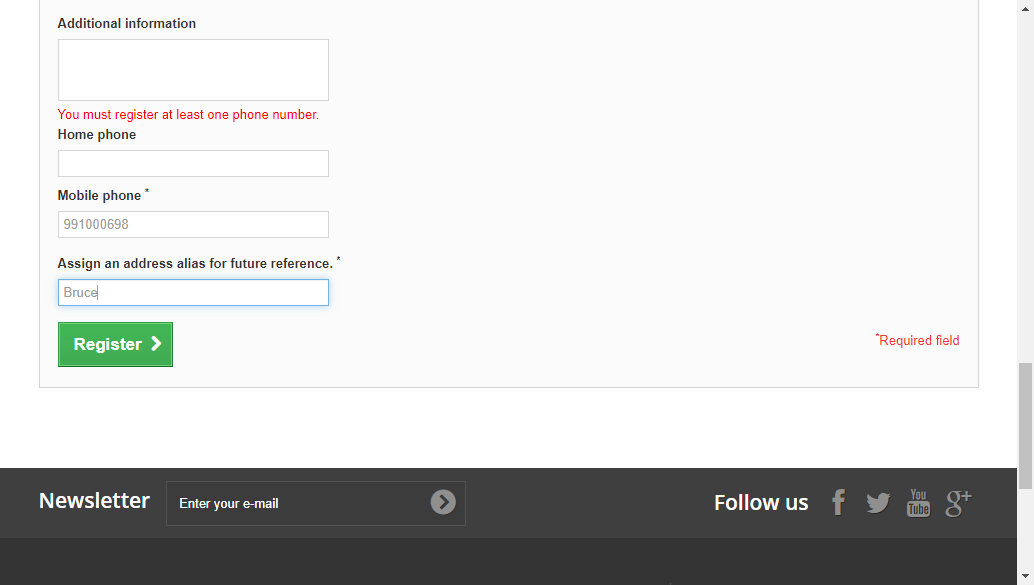 Additional information
You must register at least one phone number.
Home phone
Mobile phone *
991000698
Assign an address alias for future reference. *
Bruce
Register
*Required field
Newsletter
Enter your e-mail
Follow us
f
You
Tube
g+